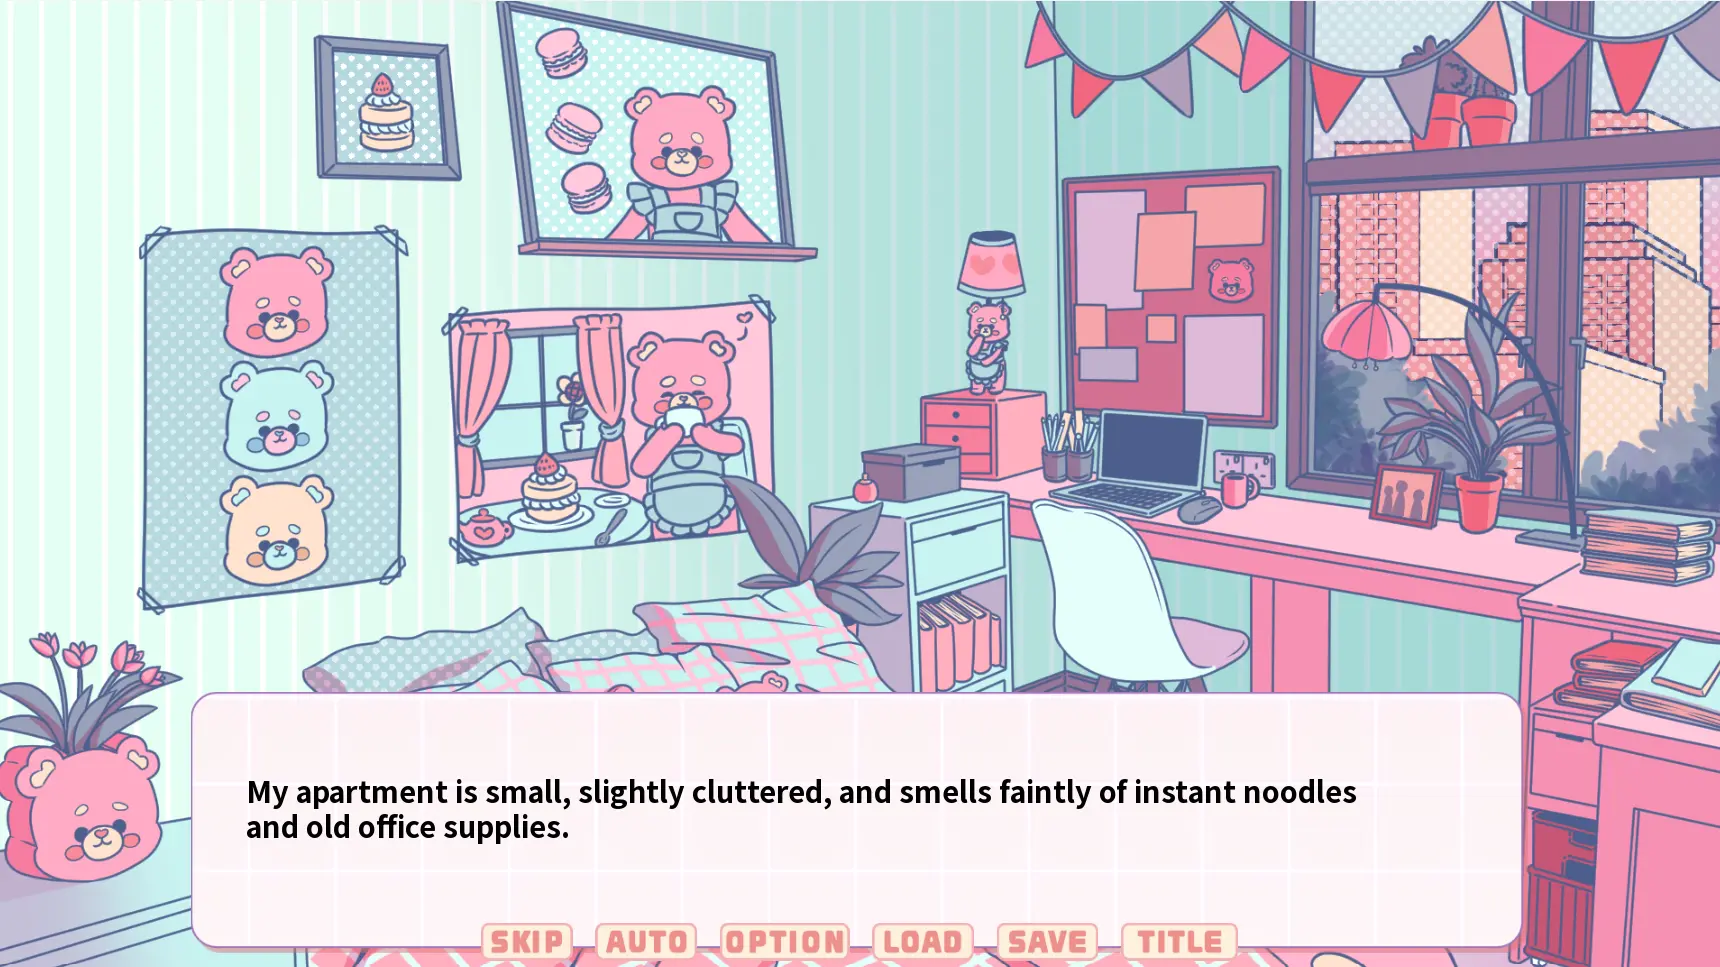 My apartment is small, slightly cluttered, and smells faintly of instant noodles
and old office supplies.
SKIP AUTO OPTION LOAD SAVE TITLE